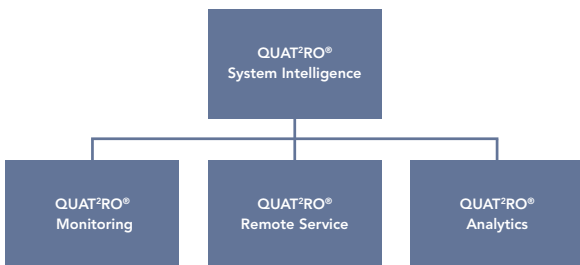 QUAT²RO®
System Intelligence
QUAT²RO®
Monitoring
QUAT²RO®
Remote Service
QUAT²RO®
Analytics